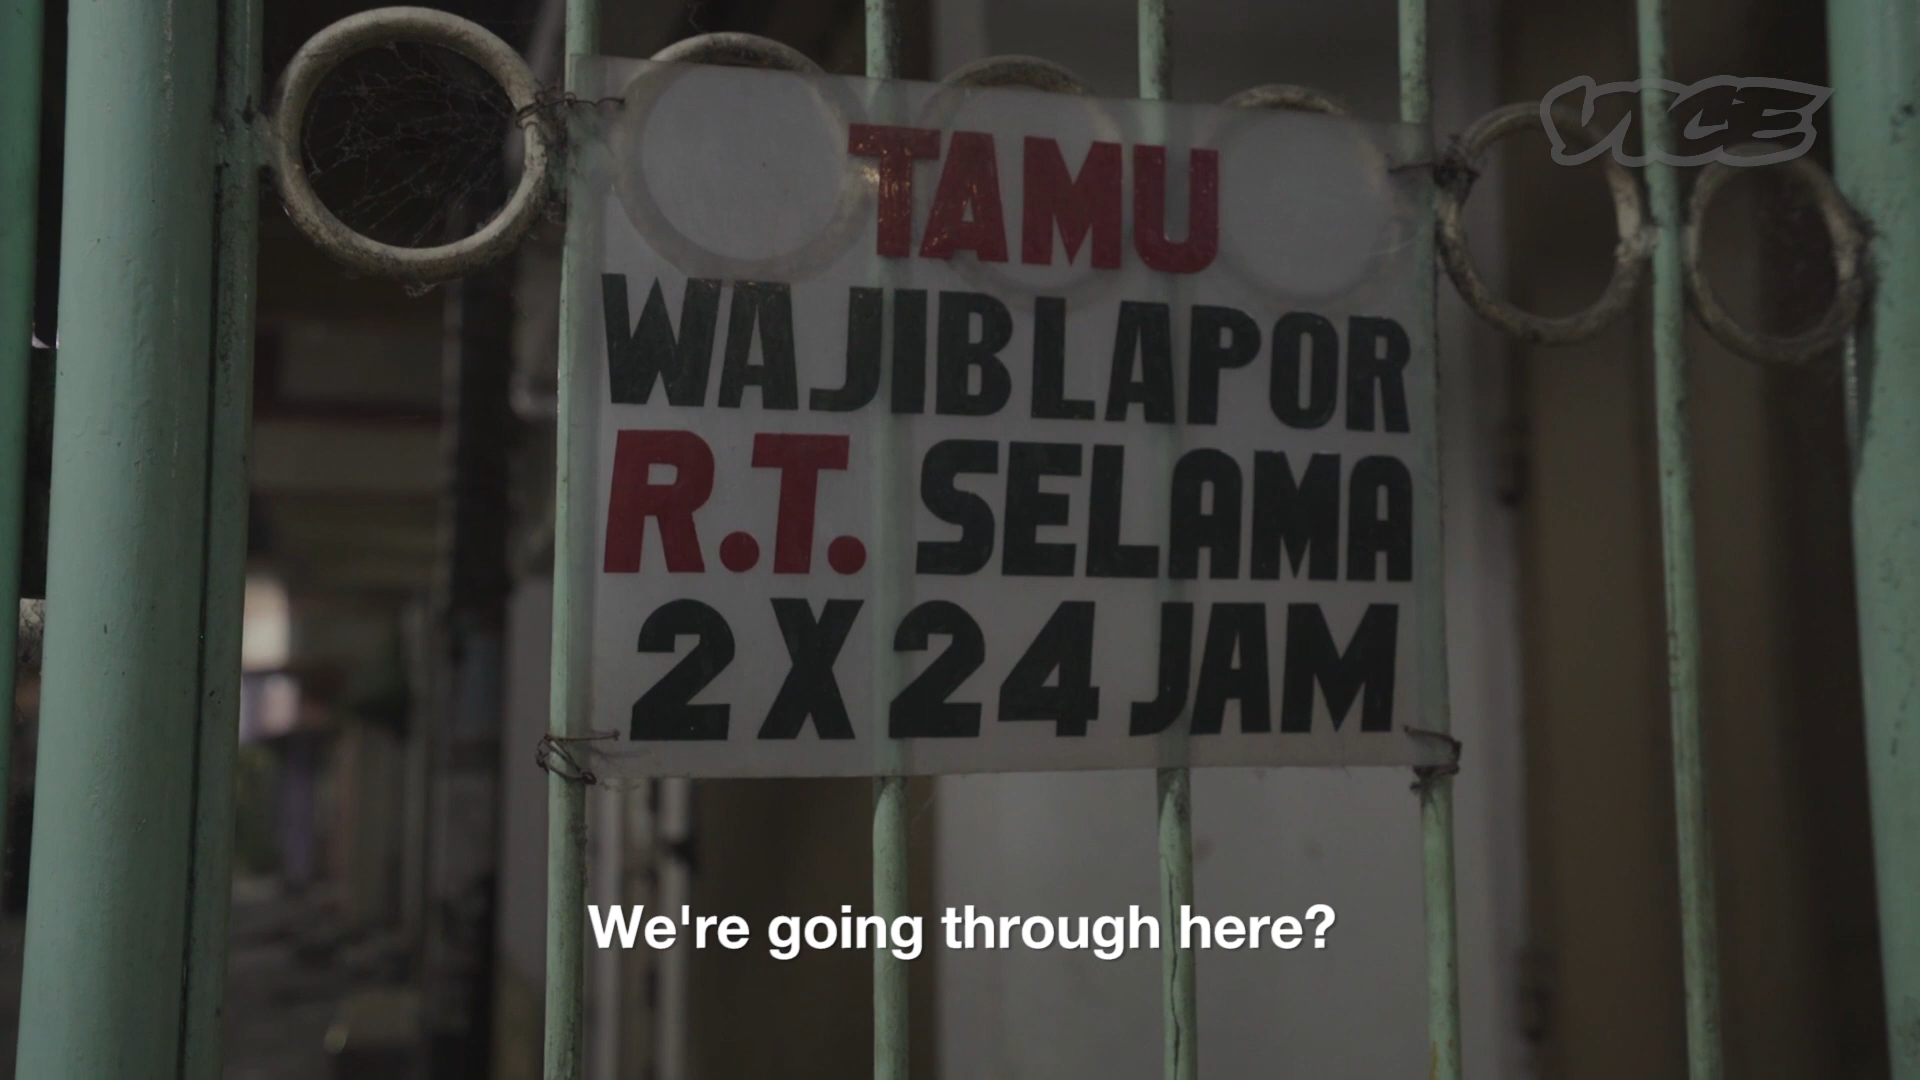 VICE
TAMU
WAJIB LAPOR
R.T. SELAMA
2 X 24 JAM
We're going through here?